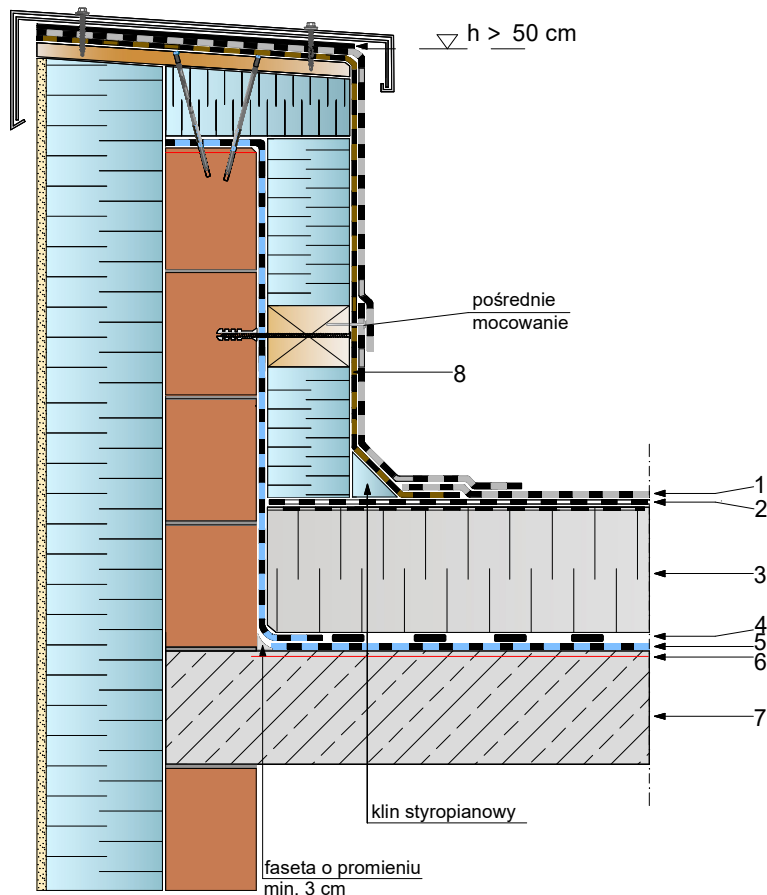 h > 50 cm
pośrednie
mocowanie
8
1
2
3
4
5
6
7
klin styropianowy
faseta o promieniu
min. 3 cm